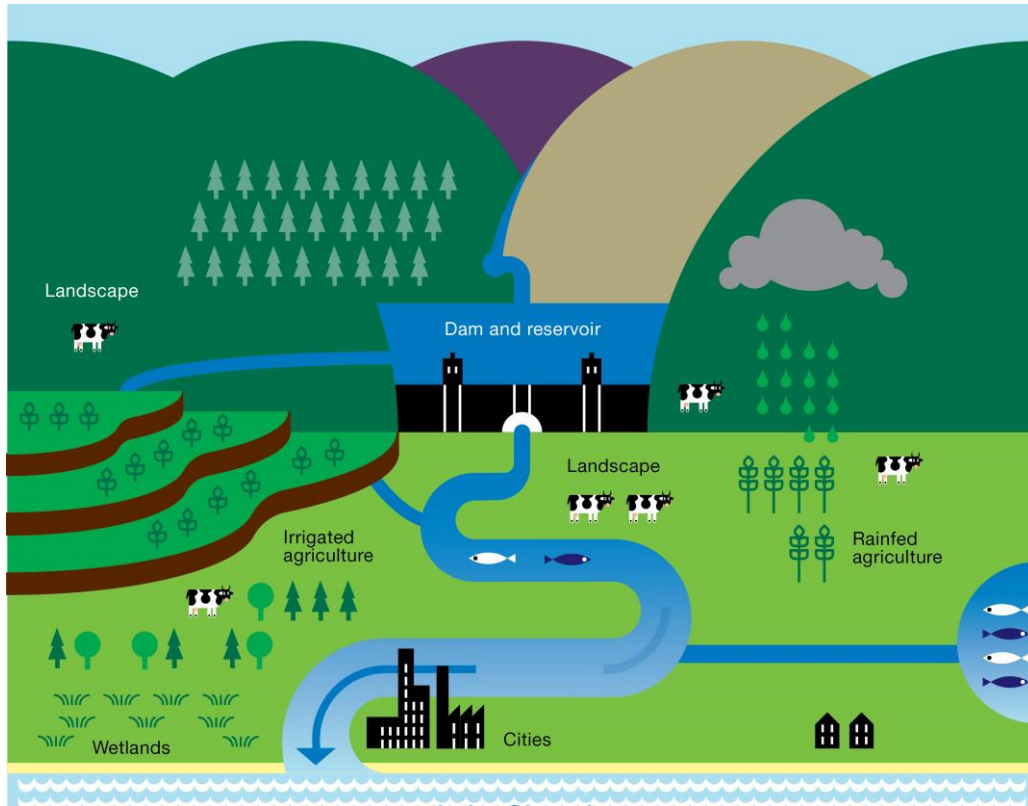 Landscape
Dam and reservoir
Landscape
Irrigated
agriculture
Rainfed
agriculture
Wetlands
Cities